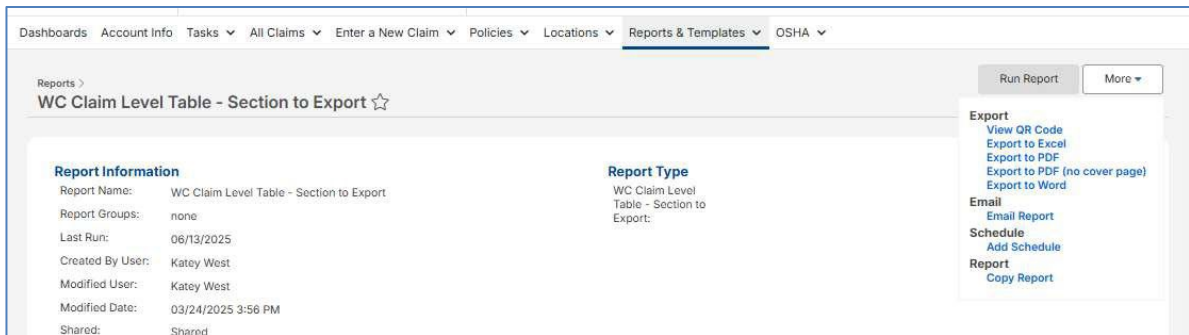 Dashboards Account Info Tasks All Claims Enter a New Claim Policies Locations Reports & Templates OSHA
Reports >
WC Claim Level Table - Section to Export
Run Report More
Export
View QR Code
Export to Excel
Export to PDF
Export to PDF (no cover page)
Export to Word
Email
Email Report
Schedule
Add Schedule
Report
Copy Report
Report Information
Report Name: WC Claim Level Table - Section to Export
Report Groups: none
Last Run: 06/13/2025
Created By User: Katey West
Modified User: Katey West
Modified Date: 03/24/2025 3:56 PM
Shared: Shared
Report Type
WC Claim Level
Table - Section to
Export: